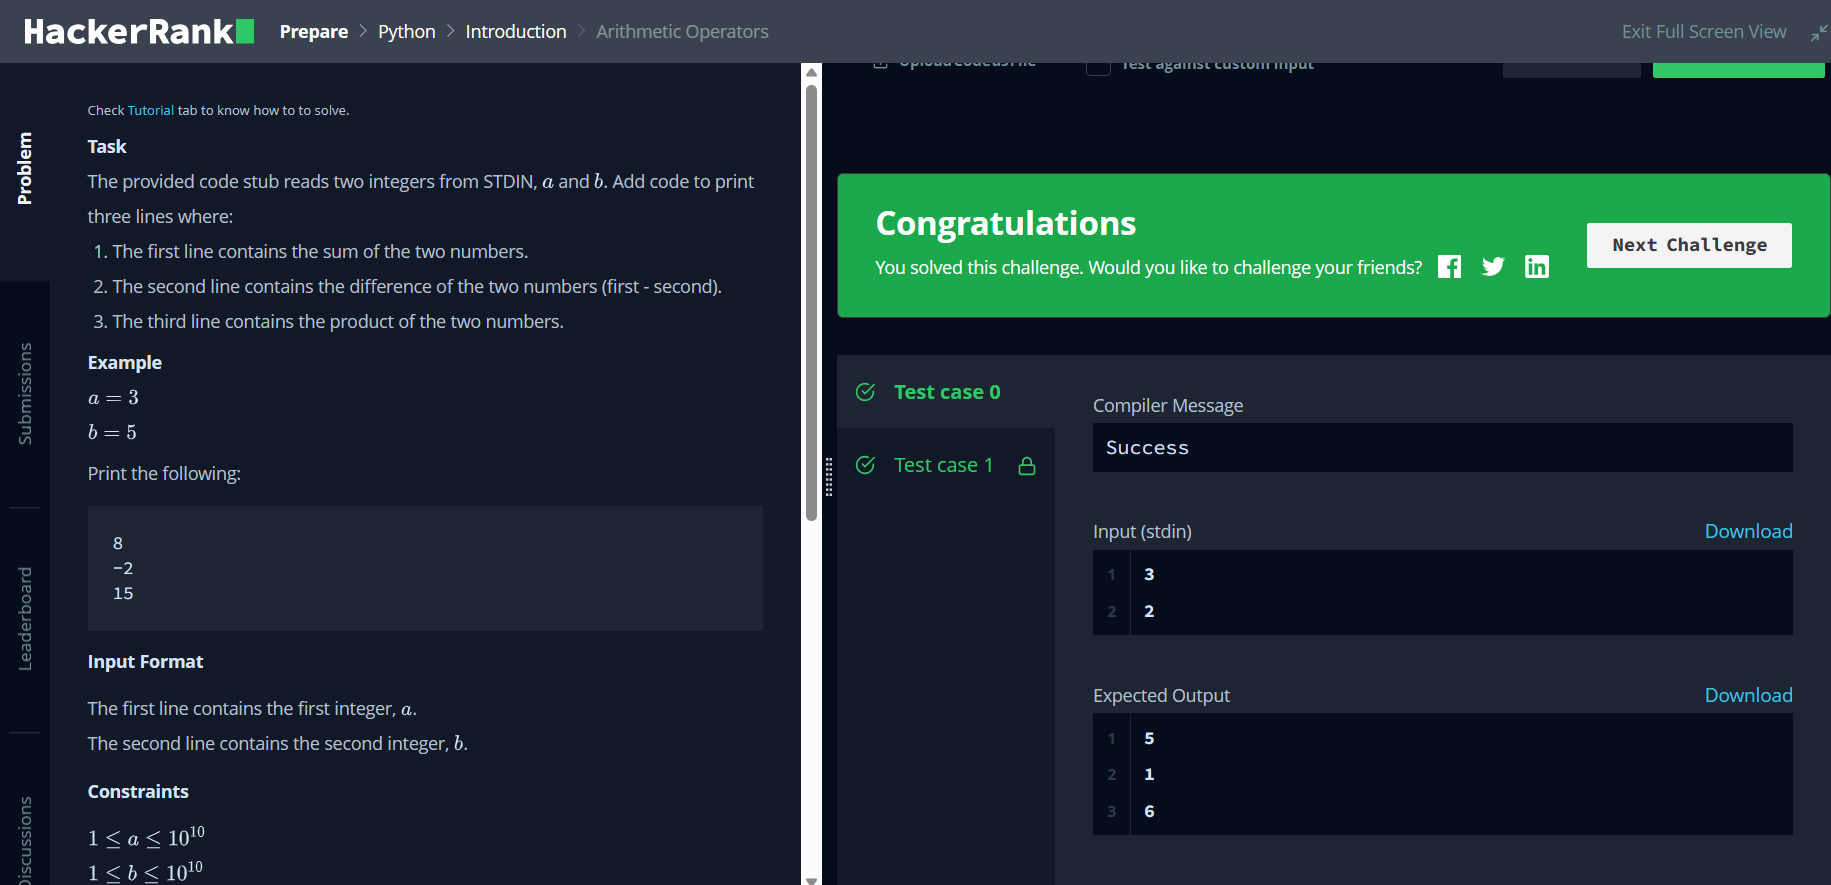 HackerRank
Prepare > Python > Introduction > Arithmetic Operators
Exit Full Screen View
Problem
Submissions
Leaderboard
Discussions
Check Tutorial tab to know how to to solve.
Task
The provided code stub reads two integers from STDIN, a and b. Add code to print
three lines where:
1. The first line contains the sum of the two numbers.
2. The second line contains the difference of the two numbers (first - second).
3. The third line contains the product of the two numbers.
Example
a = 3
b = 5
Print the following:
8
-2
15
Input Format
The first line contains the first integer, a.
The second line contains the second integer, b.
Constraints
1 ≤ a ≤ 10^10
1 ≤ b ≤ 10^10
Upload Code as File
Test against custom input
Congratulations
You solved this challenge. Would you like to challenge your friends?
Next Challenge
Test case 0
Test case 1
Compiler Message
Success
Input (stdin)
Download
1 3
2 2
Expected Output
Download
1 5
2 1
3 6